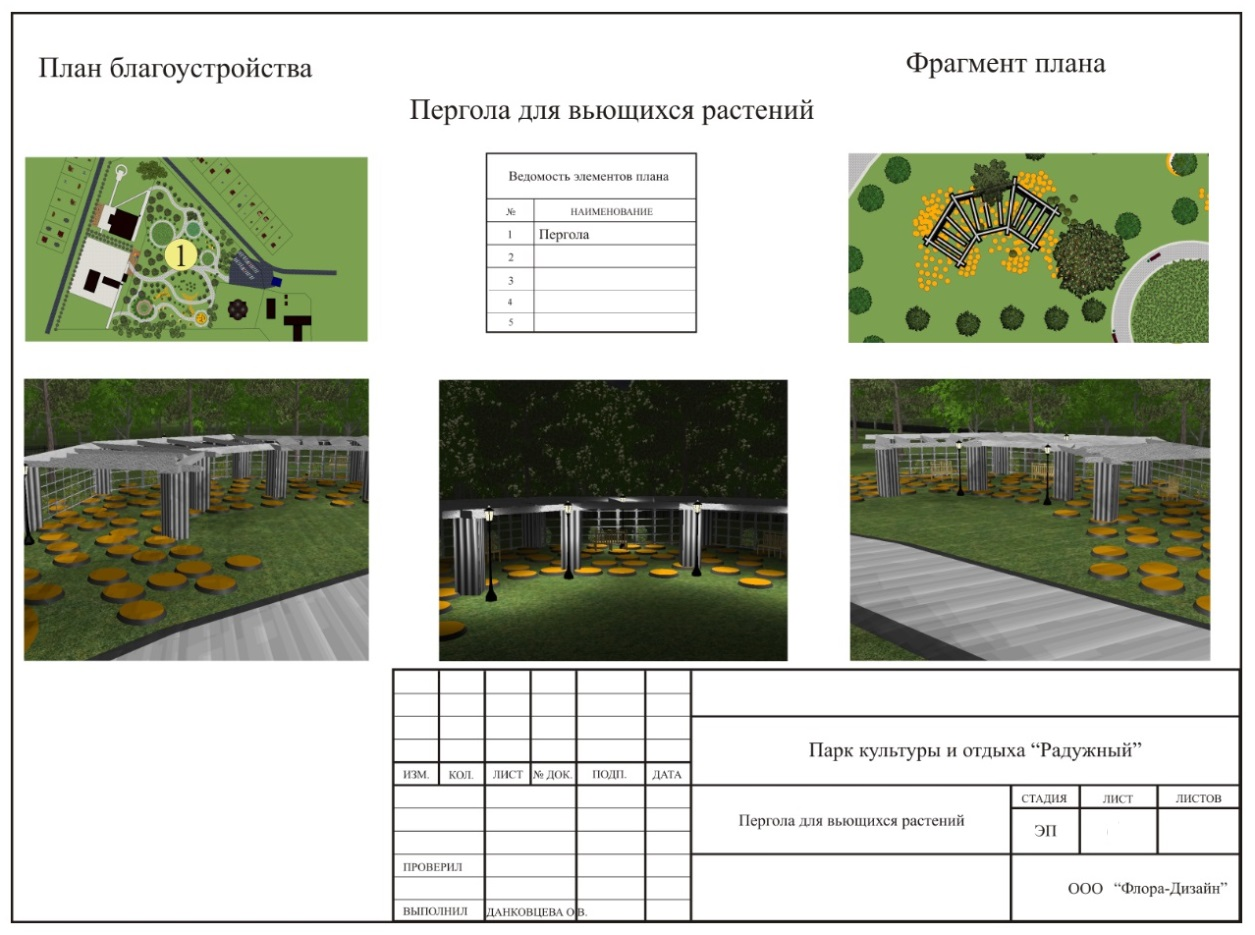 План благоустройства
Фрагмент плана
Пергола для вьющихся растений
Ведомость элементов плана
№ НАИМЕНОВАНИЕ
1 Пергола
2
3
4
5
1
ИЗМ. КОЛ. ЛИСТ № ДОК. ПОДП. ДАТА
ПРОВЕРИЛ
ВЫПОЛНИЛ ДАНКОВЦЕВА О.В.
Парк культуры и отдыха “Радужный”
Пергола для вьющихся растений
СТАДИЯ ЛИСТ ЛИСТОВ
ЭП
ООО “Флора-Дизайн”